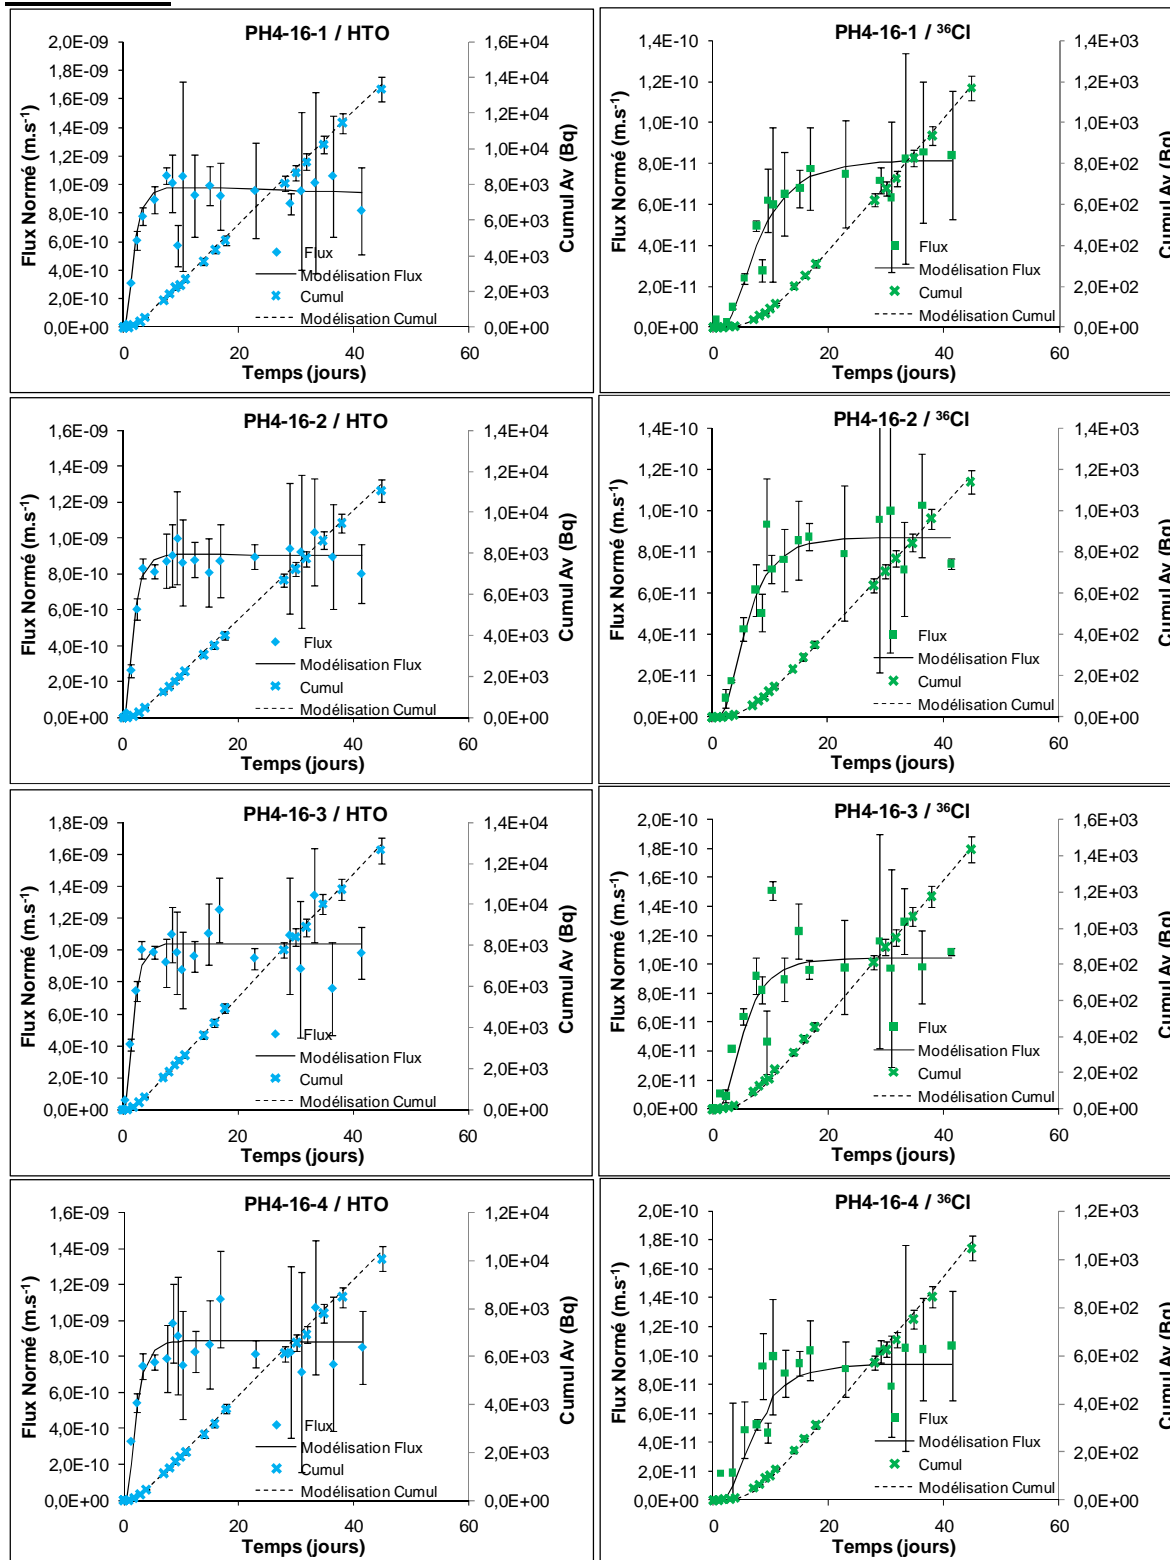 PH4-16-1 / HTO
Flux Normé (m.s⁻¹)
2,0E-09
1,8E-09
1,6E-09
1,4E-09
1,2E-09
1,0E-09
8,0E-10
6,0E-10
4,0E-10
2,0E-10
0,0E+00
1,6E+04
1,4E+04
1,2E+04
1,0E+04
8,0E+03
6,0E+03
4,0E+03
2,0E+03
0,0E+00
Cumul Av (Bq)
Flux
Modélisation Flux
Cumul
Modélisation Cumul
0 20 40 60
Temps (jours)
PH4-16-1 / ³⁶Cl
Flux Normé (m.s⁻¹)
1,4E-10
1,2E-10
1,0E-10
8,0E-11
6,0E-11
4,0E-11
2,0E-11
0,0E+00
1,4E+03
1,2E+03
1,0E+03
8,0E+02
6,0E+02
4,0E+02
2,0E+02
0,0E+00
Cumul Av (Bq)
Flux
Modélisation Flux
Cumul
Modélisation Cumul
0 20 40 60
Temps (jours)
PH4-16-2 / HTO
Flux Normé (m.s⁻¹)
1,6E-09
1,4E-09
1,2E-09
1,0E-09
8,0E-10
6,0E-10
4,0E-10
2,0E-10
0,0E+00
1,4E+04
1,2E+04
1,0E+04
8,0E+03
6,0E+03
4,0E+03
2,0E+03
0,0E+00
Cumul Av (Bq)
Flux
Modélisation Flux
Cumul
Modélisation Cumul
0 20 40 60
Temps (jours)
PH4-16-2 / ³⁶Cl
Flux Normé (m.s⁻¹)
1,4E-10
1,2E-10
1,0E-10
8,0E-11
6,0E-11
4,0E-11
2,0E-11
0,0E+00
1,4E+03
1,2E+03
1,0E+03
8,0E+02
6,0E+02
4,0E+02
2,0E+02
0,0E+00
Cumul Av (Bq)
Flux
Modélisation Flux
Cumul
Modélisation Cumul
0 20 40 60
Temps (jours)
PH4-16-3 / HTO
Flux Normé (m.s⁻¹)
1,8E-09
1,6E-09
1,4E-09
1,2E-09
1,0E-09
8,0E-10
6,0E-10
4,0E-10
2,0E-10
0,0E+00
1,4E+04
1,2E+04
1,0E+04
8,0E+03
6,0E+03
4,0E+03
2,0E+03
0,0E+00
Cumul Av (Bq)
Flux
Modélisation Flux
Cumul
Modélisation Cumul
0 20 40 60
Temps (jours)
PH4-16-3 / ³⁶Cl
Flux Normé (m.s⁻¹)
2,0E-10
1,8E-10
1,6E-10
1,4E-10
1,2E-10
1,0E-10
8,0E-11
6,0E-11
4,0E-11
2,0E-11
0,0E+00
1,6E+03
1,4E+03
1,2E+03
1,0E+03
8,0E+02
6,0E+02
4,0E+02
2,0E+02
0,0E+00
Cumul Av (Bq)
Flux
Modélisation Flux
Cumul
Modélisation Cumul
0 20 40 60
Temps (jours)
PH4-16-4 / HTO
Flux Normé (m.s⁻¹)
1,6E-09
1,4E-09
1,2E-09
1,0E-09
8,0E-10
6,0E-10
4,0E-10
2,0E-10
0,0E+00
1,2E+04
1,0E+04
8,0E+03
6,0E+03
4,0E+03
2,0E+03
0,0E+00
Cumul Av (Bq)
Flux
Modélisation Flux
Cumul
Modélisation Cumul
0 20 40 60
Temps (jours)
PH4-16-4 / ³⁶Cl
Flux Normé (m.s⁻¹)
2,0E-10
1,8E-10
1,6E-10
1,4E-10
1,2E-10
1,0E-10
8,0E-11
6,0E-11
4,0E-11
2,0E-11
0,0E+00
1,2E+03
1,0E+03
8,0E+02
6,0E+02
4,0E+02
2,0E+02
0,0E+00
Cumul Av (Bq)
Flux
Modélisation Flux
Cumul
Modélisation Cumul
0 20 40 60
Temps (jours)